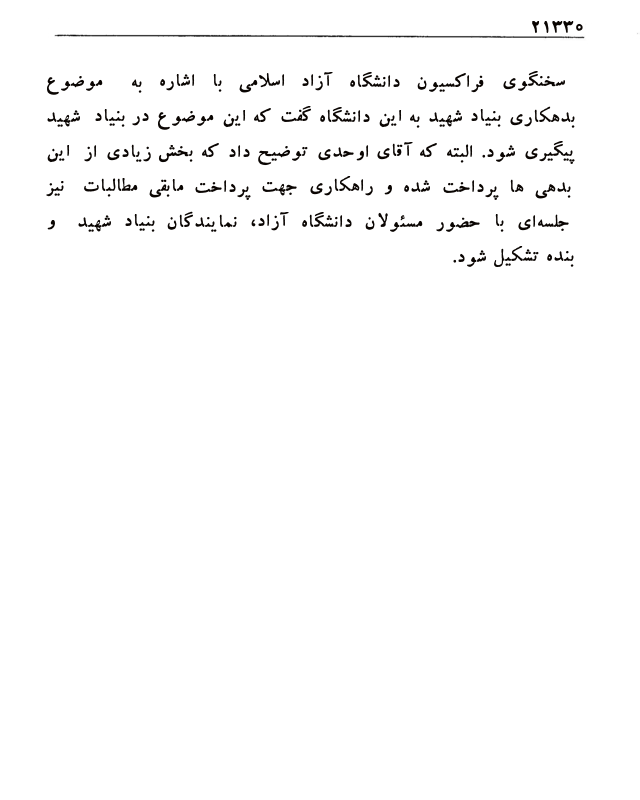 ۲۱۳۳۰
سخنگوی فراکسیون دانشگاه آزاد اسلامی با اشاره به موضوع
بدهکاری بنیاد شهید به این دانشگاه گفت که این موضوع در بنیاد شهید
پیگیری شود. البته که آقای اوحدی توضیح داد که بخش زیادی از این
بدهی ها پرداخت شده و راهکاری جهت پرداخت مابقی مطالبات نیز
جلسه‌ای با حضور مسئولان دانشگاه آزاد، نمایندگان بنیاد شهید و
بنده تشکیل شود.